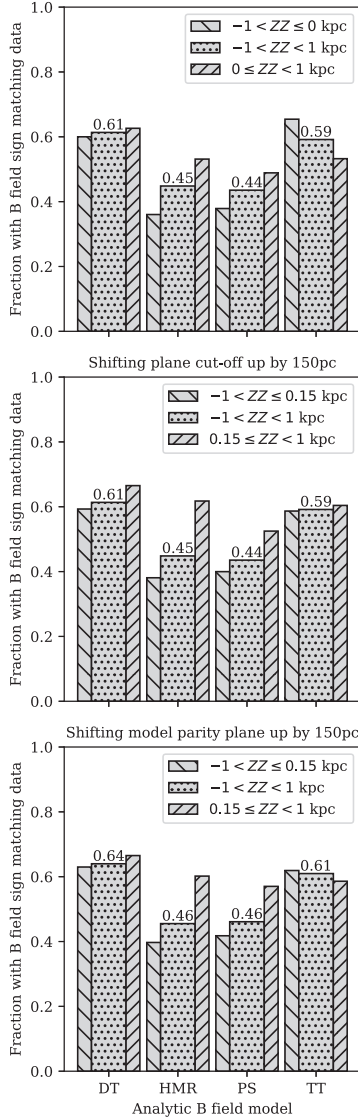 1.0
0.8
0.6
0.4
0.2
0.0
Fraction with B field sign matching data
−1 < ZZ ≤ 0 kpc
−1 < ZZ < 1 kpc
0 ≤ ZZ < 1 kpc
0.61
0.45
0.44
0.59
Shifting plane cut-off up by 150pc
1.0
0.8
0.6
0.4
0.2
0.0
Fraction with B field sign matching data
−1 < ZZ ≤ 0.15 kpc
−1 < ZZ < 1 kpc
0.15 ≤ ZZ < 1 kpc
0.61
0.45
0.44
0.59
Shifting model parity plane up by 150pc
1.0
0.8
0.6
0.4
0.2
0.0
Fraction with B field sign matching data
−1 < ZZ ≤ 0.15 kpc
−1 < ZZ < 1 kpc
0.15 ≤ ZZ < 1 kpc
0.64
0.46
0.46
0.61
DT HMR PS TT
Analytic B field model